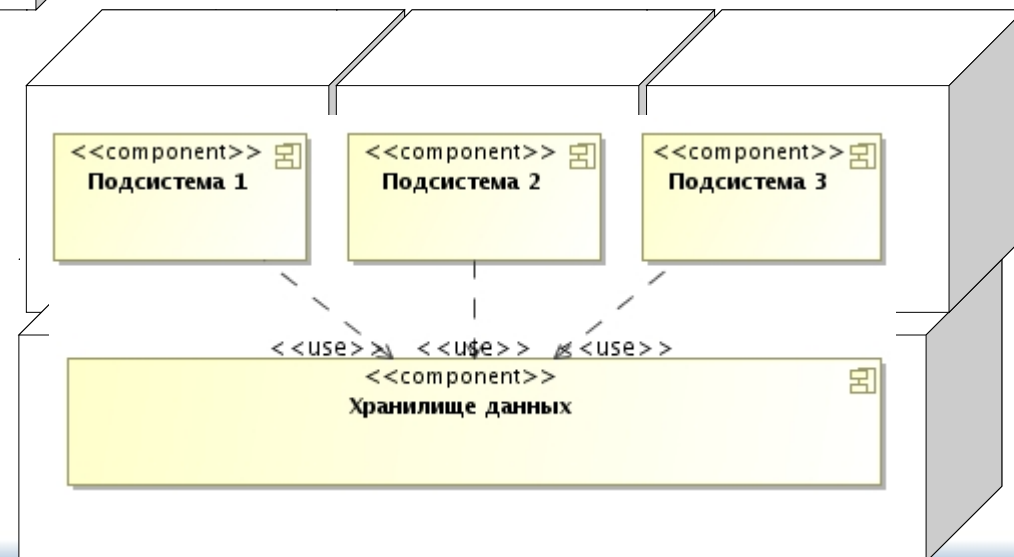 <<component>> <<component>> <<component>>
Подсистема 1 Подсистема 2 Подсистема 3
<<use>> <<use>> <<use>>
<<component>>
Хранилище данных